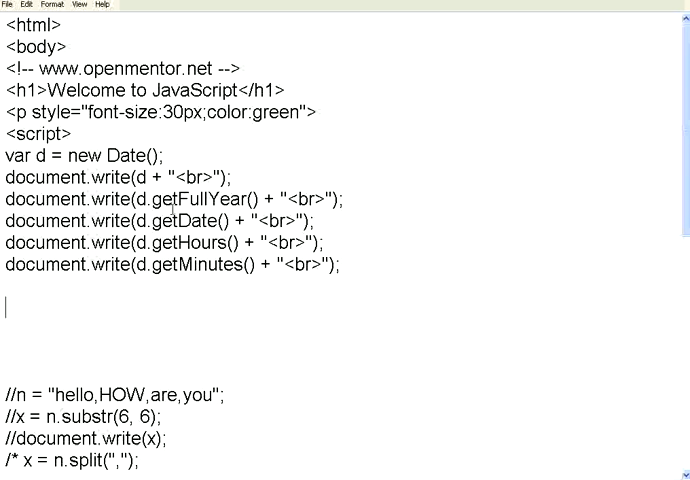 File Edit Format View Help
<html>
<body>
<!-- www.openmentor.net -->
<h1>Welcome to JavaScript</h1>
<p style="font-size:30px;color:green">
<script>
var d = new Date();
document.write(d + "<br>");
document.write(d.getFullYear() + "<br>");
document.write(d.getDate() + "<br>");
document.write(d.getHours() + "<br>");
document.write(d.getMinutes() + "<br>");
//n = "hello,HOW,are,you";
//x = n.substr(6, 6);
//document.write(x);
/* x = n.split(",");